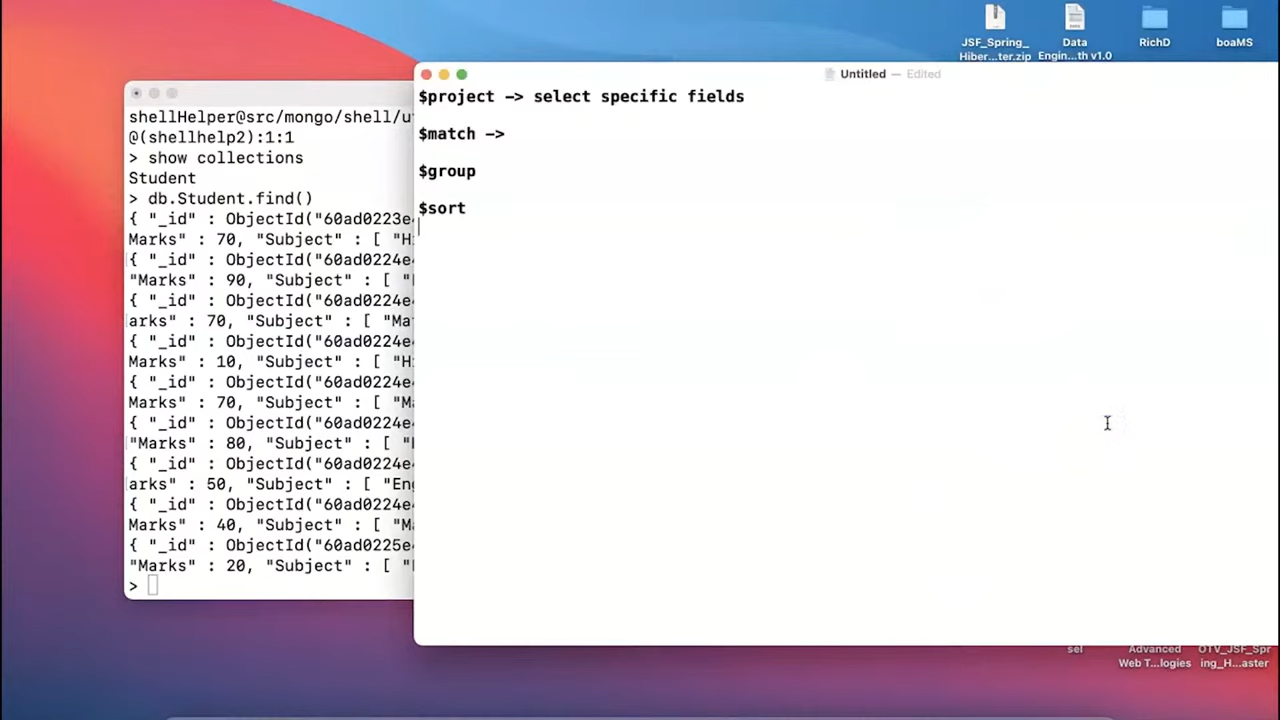 JSF_Spring_
Hiber...ter.zip
Data
Engin...th v1.0
RichD
boaMS
Untitled — Edited
$project -> select specific fields
$match ->
$group
$sort
shellHelper@src/mongo/shell/u
@(shellhelp2):1:1
> show collections
Student
> db.Student.find()
{ "_id" : ObjectId("60ad0223e
Marks" : 70, "Subject" : [ "H
{ "_id" : ObjectId("60ad0224e
"Marks" : 90, "Subject" : [ "
{ "_id" : ObjectId("60ad0224e
arks" : 70, "Subject" : [ "Ma
{ "_id" : ObjectId("60ad0224e
Marks" : 10, "Subject" : [ "H
{ "_id" : ObjectId("60ad0224e
Marks" : 70, "Subject" : [ "M
{ "_id" : ObjectId("60ad0224e
"Marks" : 80, "Subject" : [ "
{ "_id" : ObjectId("60ad0224e
arks" : 50, "Subject" : [ "En
{ "_id" : ObjectId("60ad0224e
Marks" : 40, "Subject" : [ "M
{ "_id" : ObjectId("60ad0225e
"Marks" : 20, "Subject" : [ "
>
sel
Advanced
Web T...logies
OTV_JSF_Spr
ing_H...aster